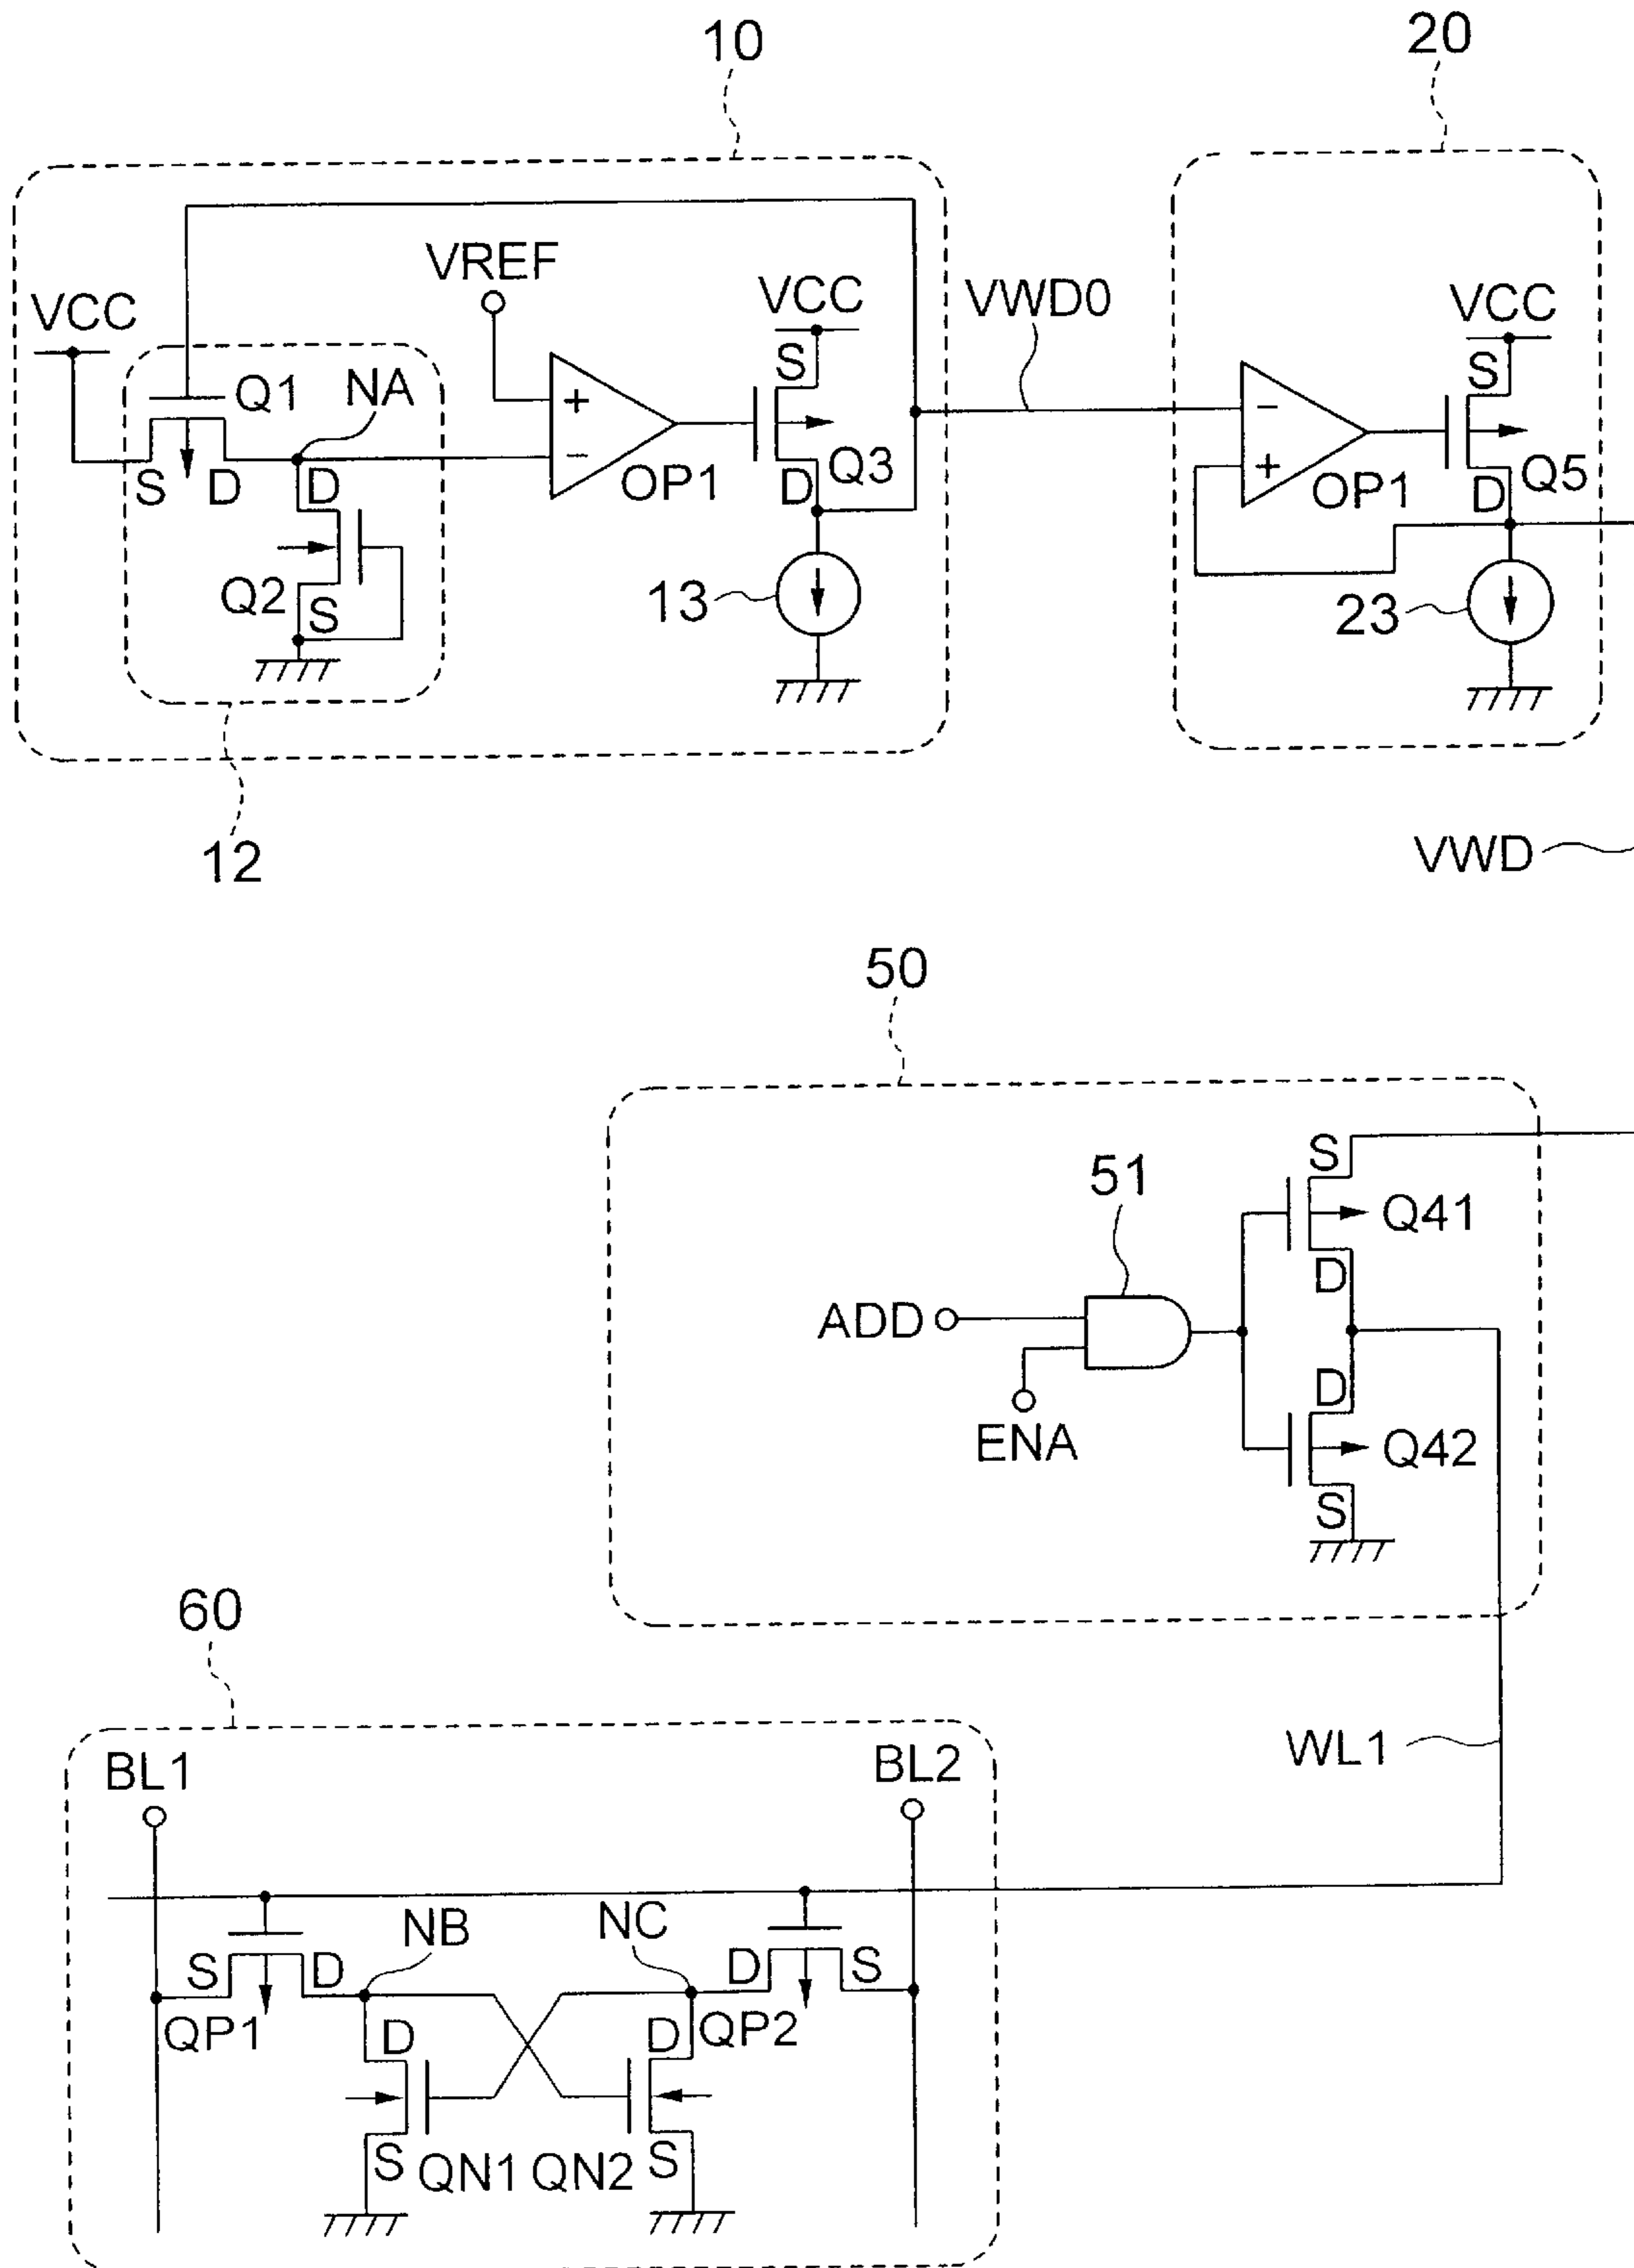 10
20
VREF
VCC
VCC
VWD0
VCC
S
S
Q1
NA
+
−
−
+
S
D
D
OP1
D
Q3
OP1
D
Q5
Q2
S
13
23
12
VWD
50
S
51
Q41
D
ADD
D
ENA
Q42
S
60
BL1
BL2
WL1
NB
NC
S
D
D
S
QP1
D
D
QP2
S
QN1
QN2
S